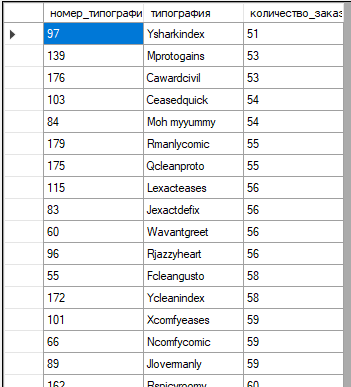 номер_типографи типография количество_зака
97 Ysharkindex 51
139 Mprotogains 53
176 Cawardcivil 53
103 Ceasedquick 54
84 Moh myyummy 54
179 Rmanlycomic 55
175 Qcleanproto 55
115 Lexacteases 56
83 Jexactdefix 56
60 Wavantgreet 56
96 Rjazzyheart 56
55 Fcleangusto 58
172 Ycleanindex 58
101 Xcomfyeases 59
66 Ncomfycomic 59
89 Jlovermanly 59
162 Rspicyroomy 60